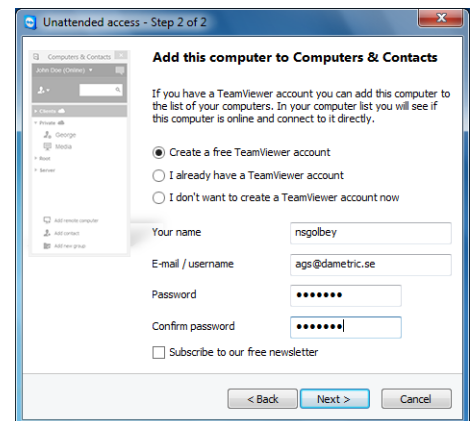 Unattended access - Step 2 of 2
Computers & Contacts
John Doe (Online)
Clients
Private
George
Media
Root
Server
Add remote computer
Add contact
Add new group
Add this computer to Computers & Contacts
If you have a TeamViewer account you can add this computer to
the list of your computers. In your computer list you will see if
this computer is online and connect to it directly.
Create a free TeamViewer account
I already have a TeamViewer account
I don't want to create a TeamViewer account now
Your name nsgolbey
E-mail / username ags@dametric.se
Password •••••••
Confirm password •••••••
Subscribe to our free newsletter
< Back Next > Cancel